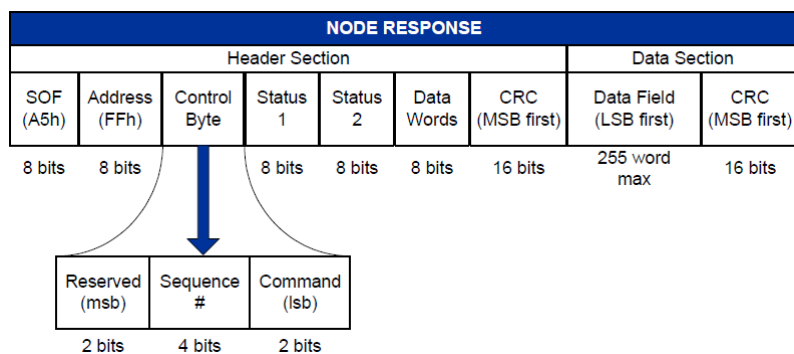 NODE RESPONSE
Header Section
Data Section
SOF
(A5h)
Address
(FFh)
Control
Byte
Status
1
Status
2
Data
Words
CRC
(MSB first)
Data Field
(LSB first)
CRC
(MSB first)
8 bits
8 bits
8 bits
8 bits
8 bits
16 bits
255 word
max
16 bits
Reserved
(msb)
Sequence
#
Command
(lsb)
2 bits
4 bits
2 bits